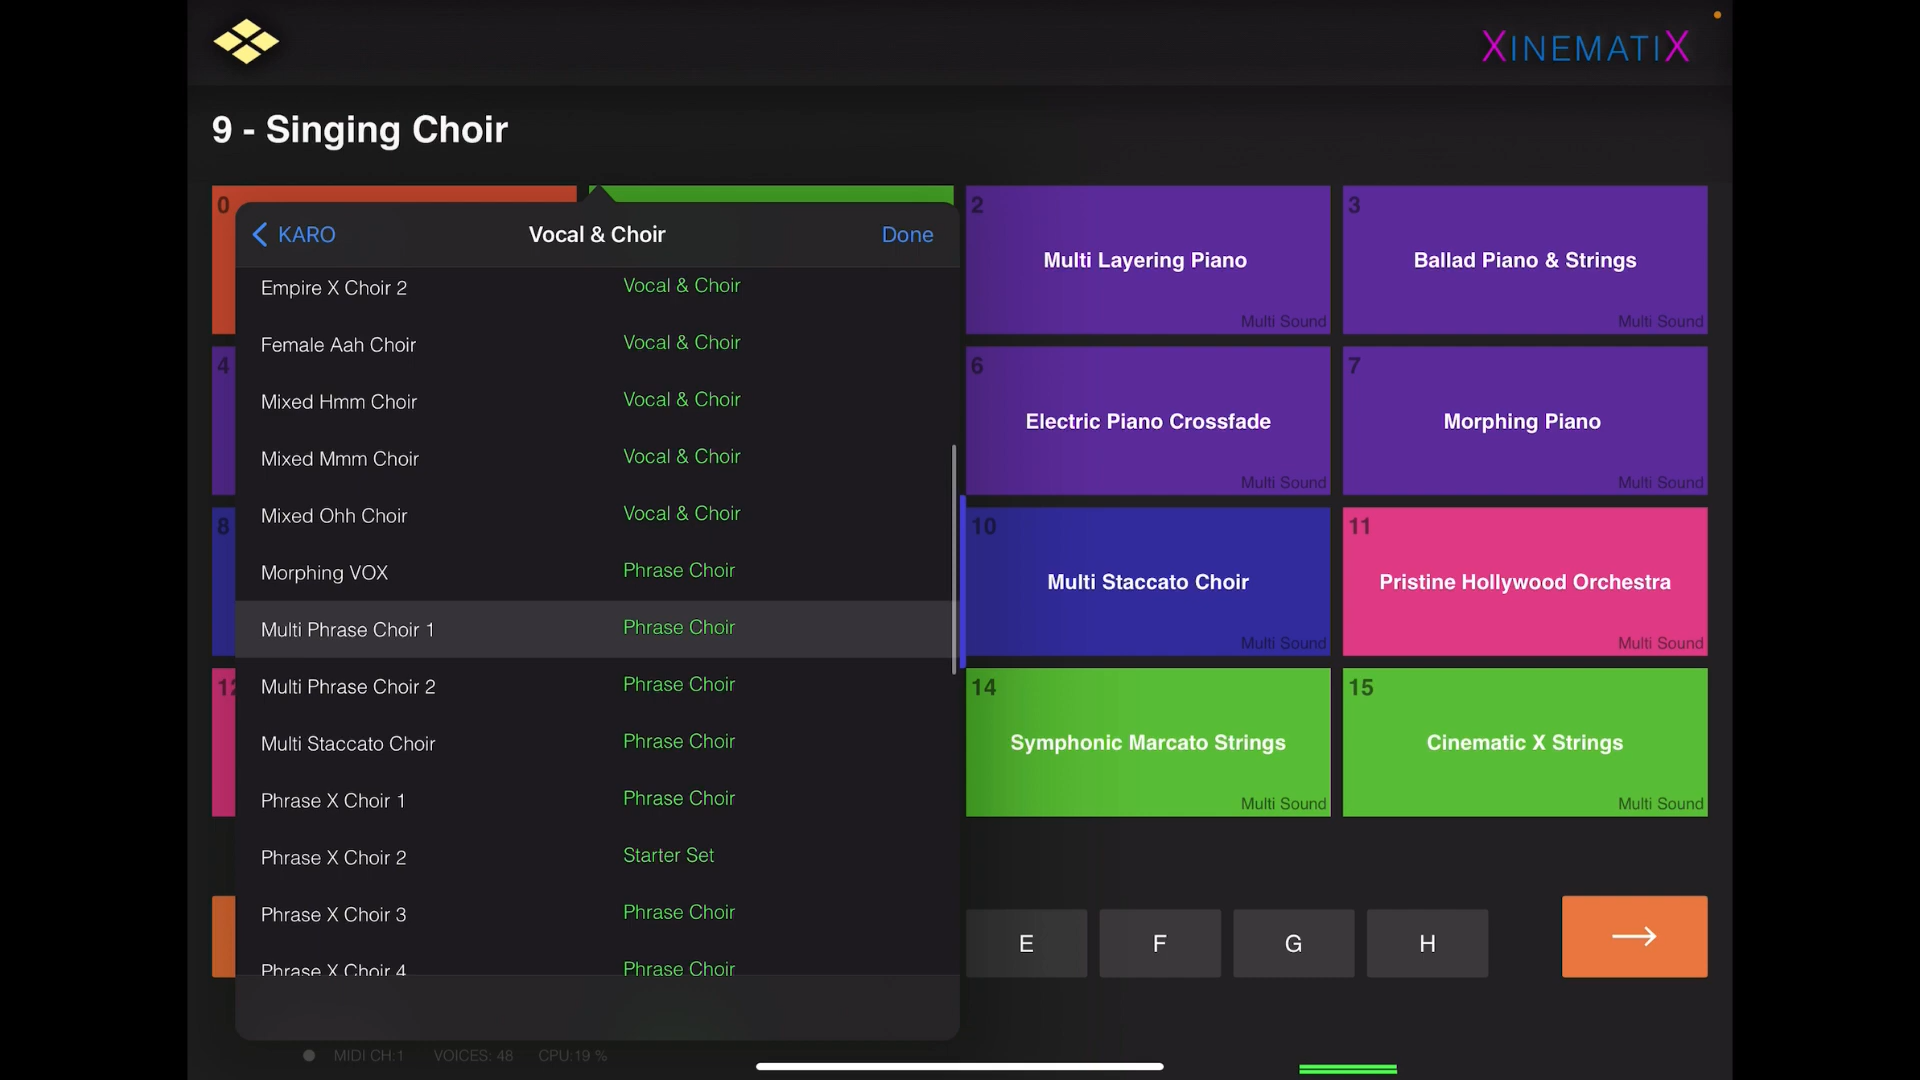 XINEMATIX
9 - Singing Choir
0
2
Multi Layering Piano
Multi Sound
3
Ballad Piano & Strings
Multi Sound
KARO
Vocal & Choir
Done
Empire X Choir 2 Vocal & Choir
Female Aah Choir Vocal & Choir
Mixed Hmm Choir Vocal & Choir
Mixed Mmm Choir Vocal & Choir
Mixed Ohh Choir Vocal & Choir
Morphing VOX Phrase Choir
Multi Phrase Choir 1 Phrase Choir
Multi Phrase Choir 2 Phrase Choir
Multi Staccato Choir Phrase Choir
Phrase X Choir 1 Phrase Choir
Phrase X Choir 2 Starter Set
Phrase X Choir 3 Phrase Choir
Phrase X Choir 4 Phrase Choir
4
6
Electric Piano Crossfade
Multi Sound
7
Morphing Piano
Multi Sound
8
10
Multi Staccato Choir
Multi Sound
11
Pristine Hollywood Orchestra
Multi Sound
12
14
Symphonic Marcato Strings
Multi Sound
15
Cinematic X Strings
Multi Sound
E
F
G
H
MIDI CH:1 VOICES: 48 CPU:19 %